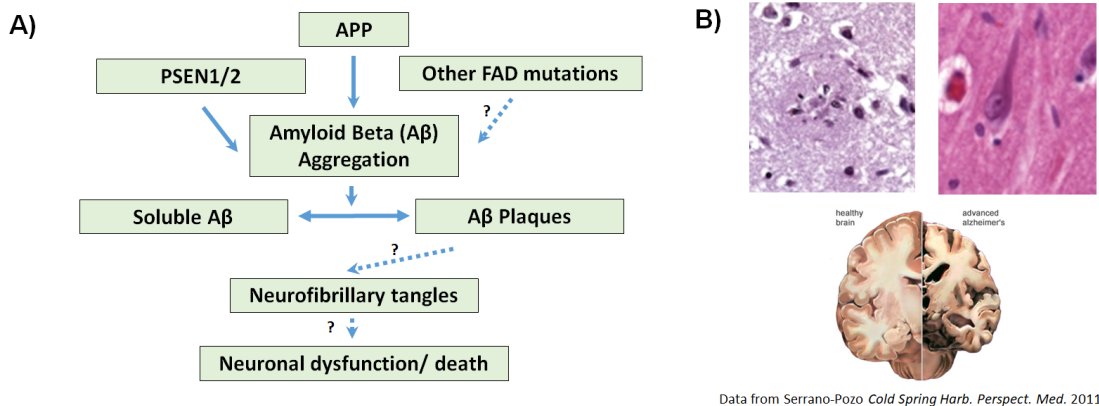 A)
APP
PSEN1/2
Other FAD mutations
?
Amyloid Beta (Aβ)
Aggregation
Soluble Aβ
Aβ Plaques
?
Neurofibrillary tangles
?
Neuronal dysfunction/ death
B)
healthy
brain
advanced
alzheimer's
Data from Serrano-Pozo Cold Spring Harb. Perspect. Med. 2011